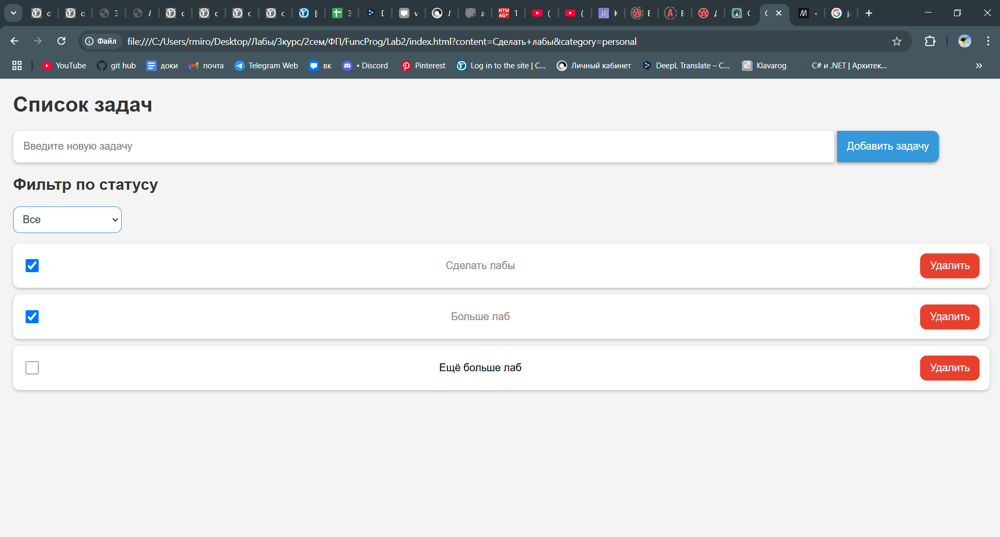 Файл
file:///C:/Users/rmiro/Desktop/Лабы/3курс/2сем/ФП/FuncProg/Lab2/index.html?content=Сделать+лабы&category=personal
YouTube
git hub
доки
почта
Telegram Web
вк
• Discord
Pinterest
Log in to the site | C...
Личный кабинет
DeepL Translate – C...
Klavarog
C# и .NET | Архитек...
Список задач
Введите новую задачу
Добавить задачу
Фильтр по статусу
Все
Сделать лабы
Удалить
Больше лаб
Удалить
Ещё больше лаб
Удалить